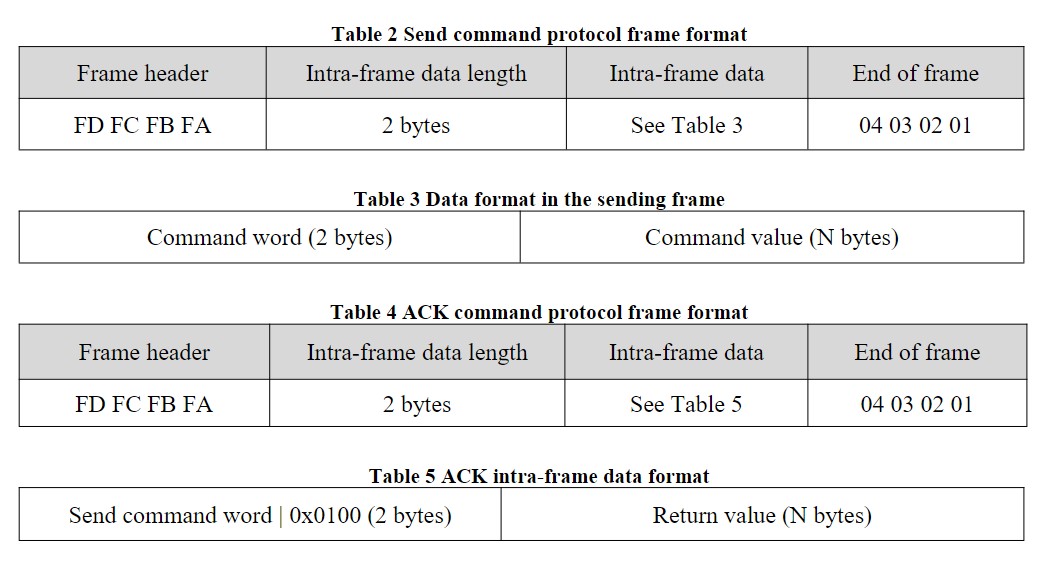 Table 2 Send command protocol frame format
Frame header Intra-frame data length Intra-frame data End of frame
FD FC FB FA 2 bytes See Table 3 04 03 02 01
Table 3 Data format in the sending frame
Command word (2 bytes) Command value (N bytes)
Table 4 ACK command protocol frame format
Frame header Intra-frame data length Intra-frame data End of frame
FD FC FB FA 2 bytes See Table 5 04 03 02 01
Table 5 ACK intra-frame data format
Send command word | 0x0100 (2 bytes) Return value (N bytes)